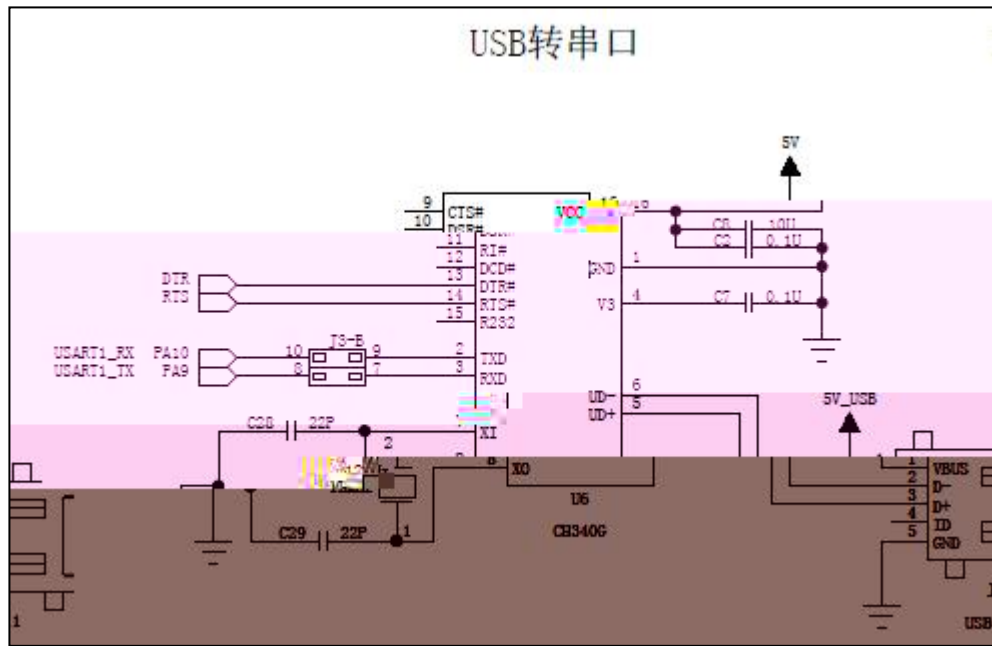 USB转串口
5V
9 CTS# VCC
10 DSR# C6 10U
11 RI# C2 0.1U
12 DCD# GND 1
DTR 13 DTR#
RTS 14 RTS# V3 4 C7 0.1U
15 R232
J3-B
USART1_RX PA10 10 9 2 TXD
USART1_TX PA9 8 7 3 RXD
UD- 6
UD+ 5
5V_USB
C28 22P XI
2
8 XO
1 VBUS
2 D-
3 D+
4 ID
5 GND
U6
CH340G
C29 22P 1
1
USB